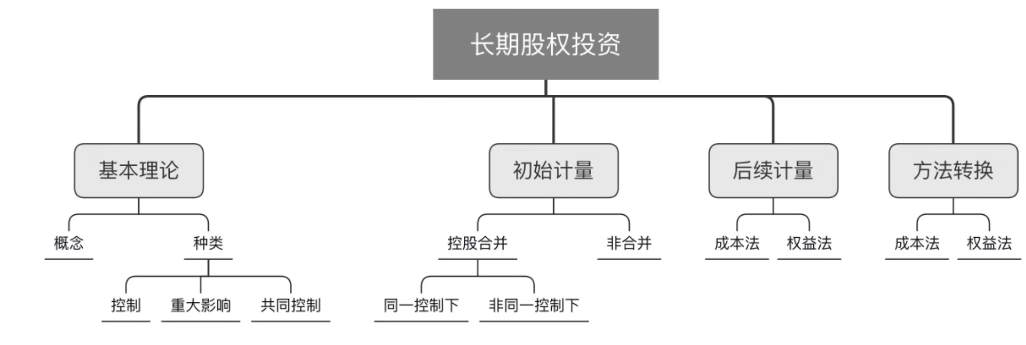 长期股权投资
基本理论
初始计量
后续计量
方法转换
概念
种类
控股合并
非合并
成本法
权益法
成本法
权益法
控制
重大影响
共同控制
同一控制下
非同一控制下